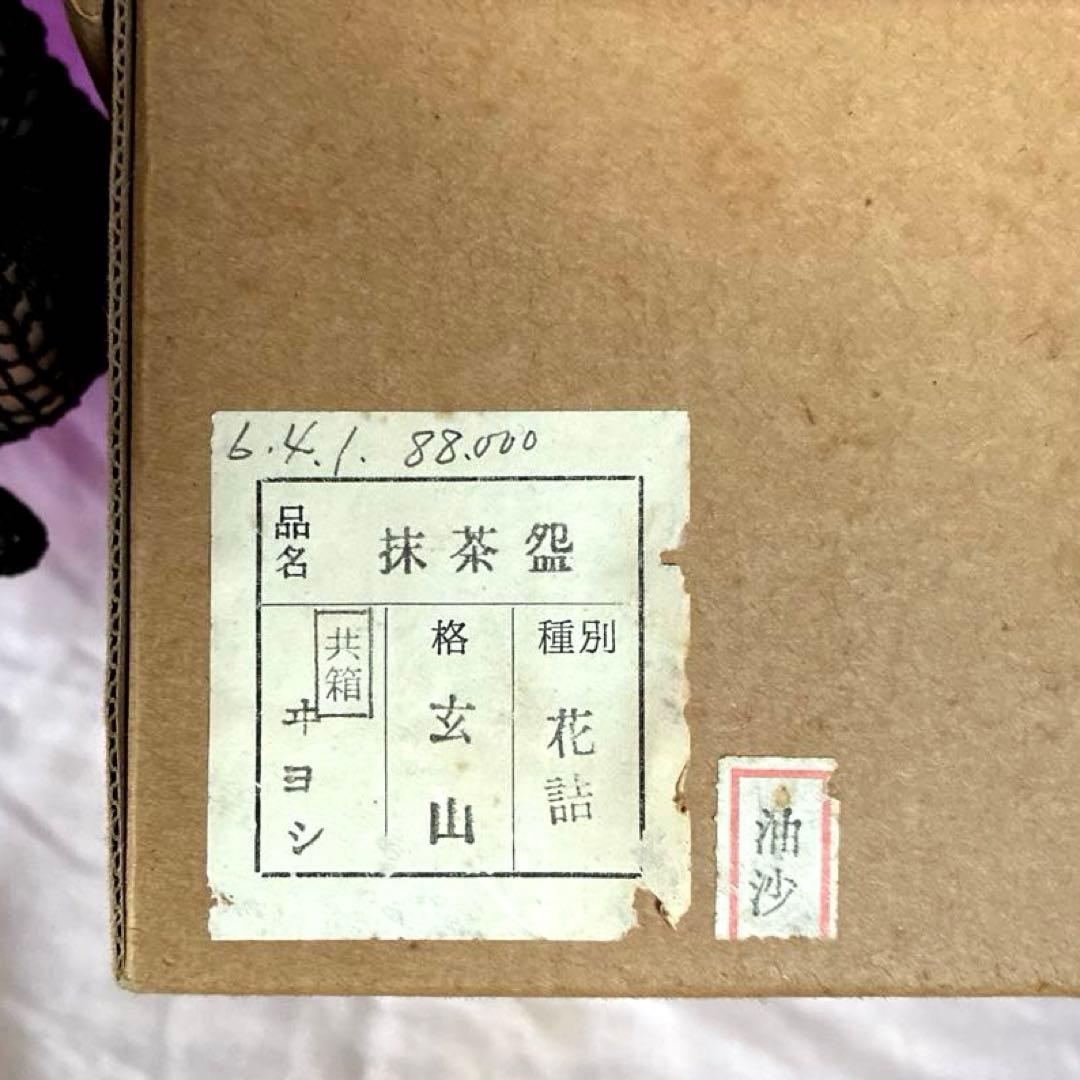 6.4.1. 88.000
品名 抹茶盌
種別 花詰
格 玄山
共箱
ヰヨシ
油沙